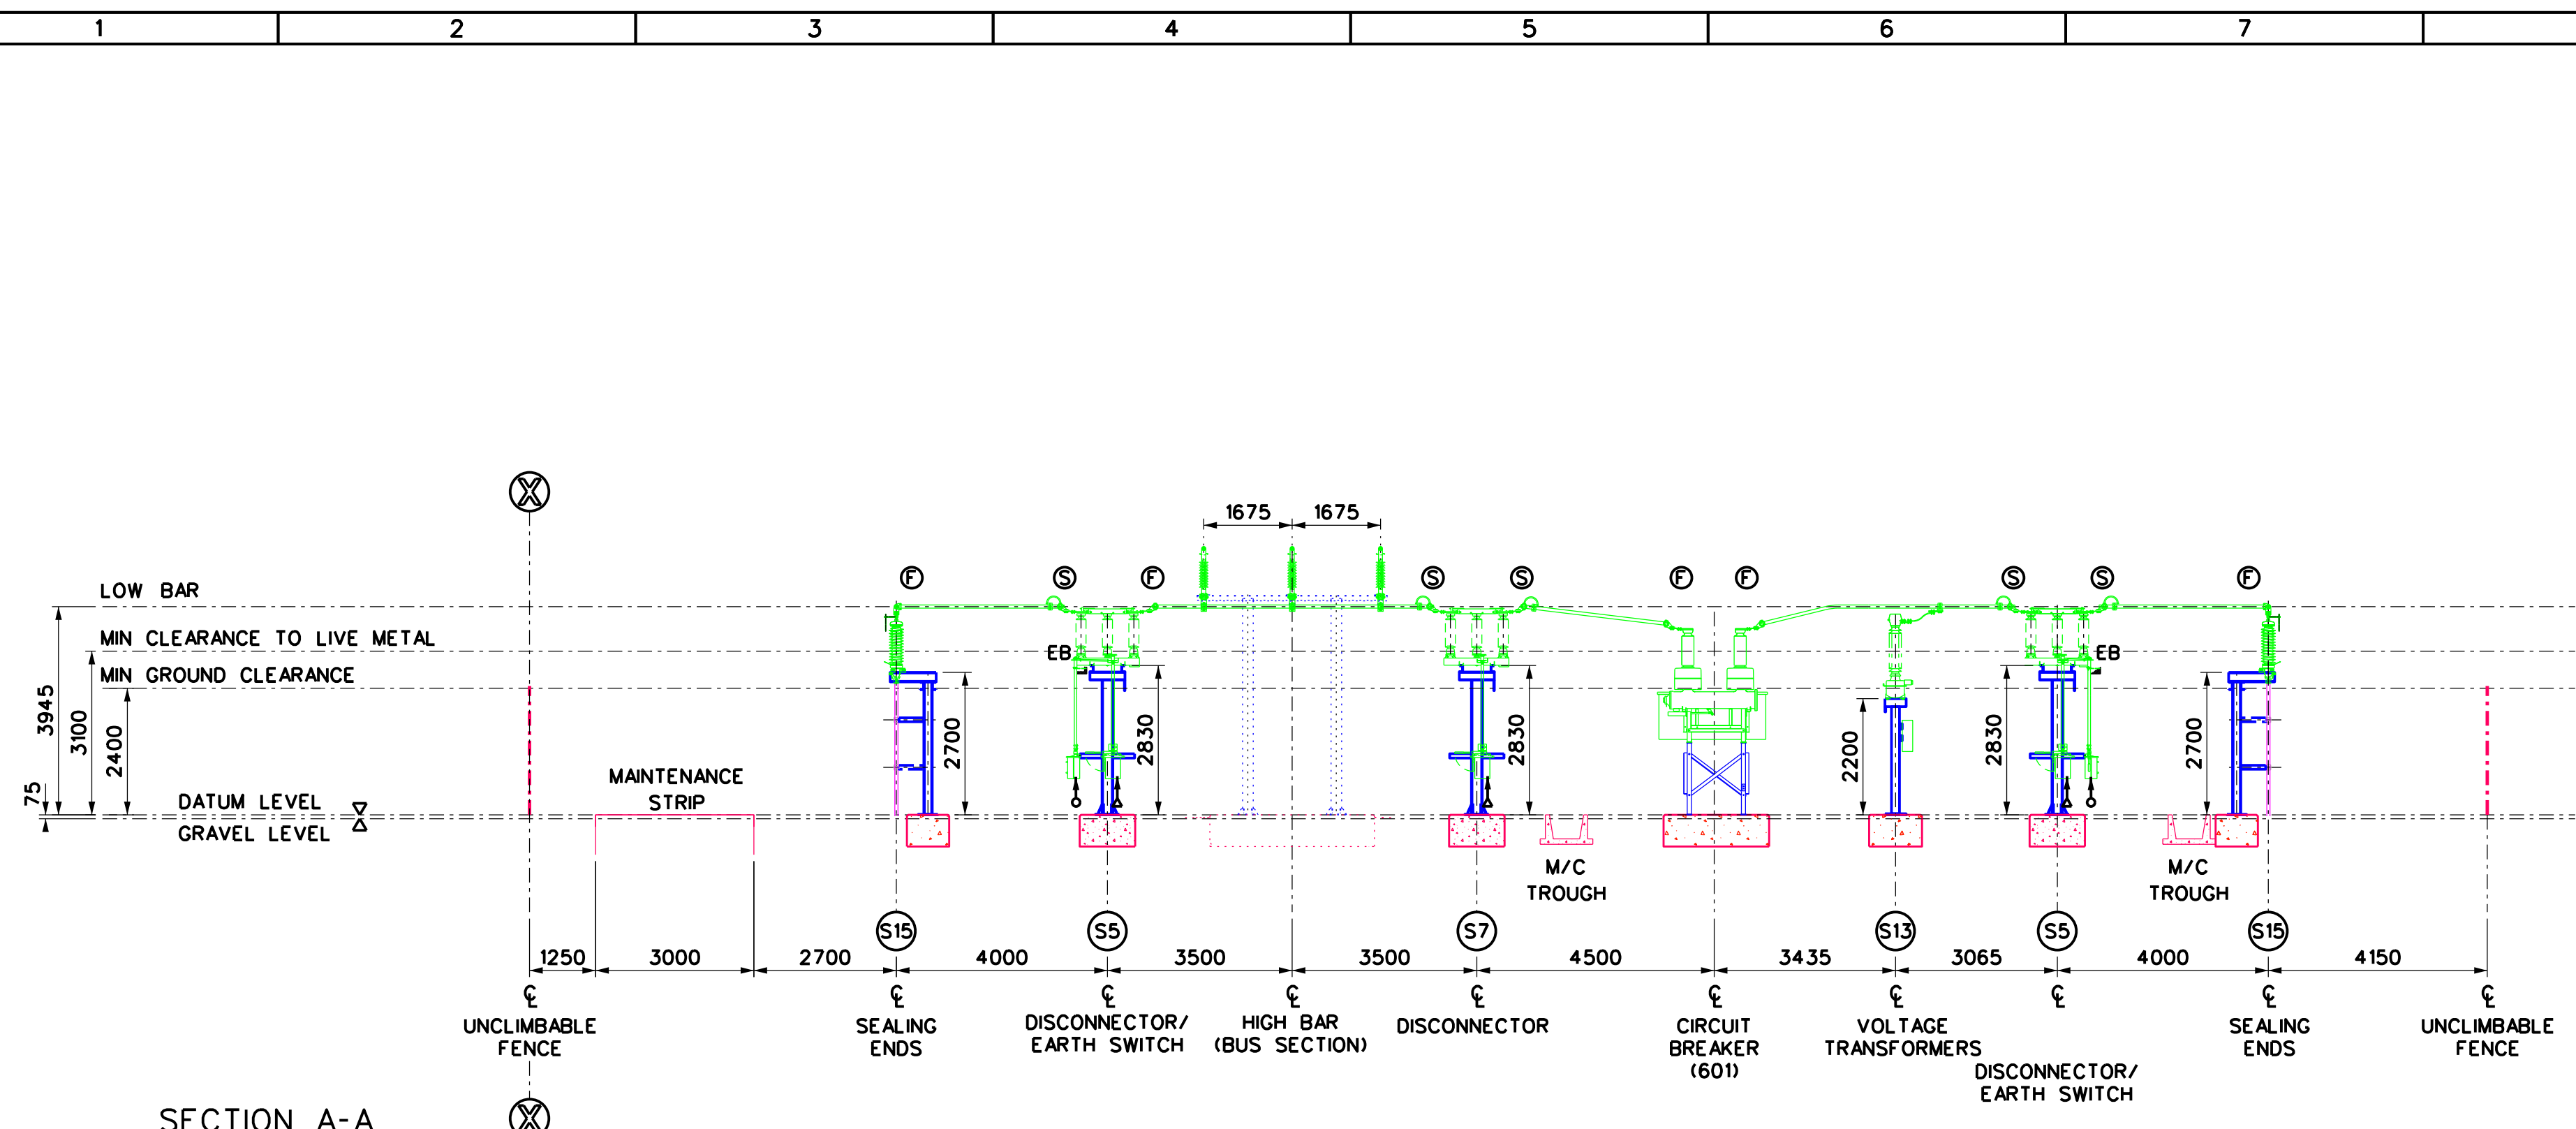 1 2 3 4 5 6 7
X
1675 1675
F S F S S F F S S F
LOW BAR
MIN CLEARANCE TO LIVE METAL
EB EB
MIN GROUND CLEARANCE
3945 3100 2400 75
2700 2830 2830 2200 2830 2700
MAINTENANCE
STRIP
DATUM LEVEL
GRAVEL LEVEL
M/C
TROUGH
M/C
TROUGH
S15 S5 S7 S13 S5 S15
1250 3000 2700 4000 3500 3500 4500 3435 3065 4000 4150
℄ ℄ ℄ ℄ ℄ ℄ ℄ ℄ ℄ ℄
UNCLIMBABLE
FENCE
SEALING
ENDS
DISCONNECTOR/
EARTH SWITCH
HIGH BAR
(BUS SECTION)
DISCONNECTOR
CIRCUIT
BREAKER
(601)
VOLTAGE
TRANSFORMERS
DISCONNECTOR/
EARTH SWITCH
SEALING
ENDS
UNCLIMBABLE
FENCE
SECTION A-A
X